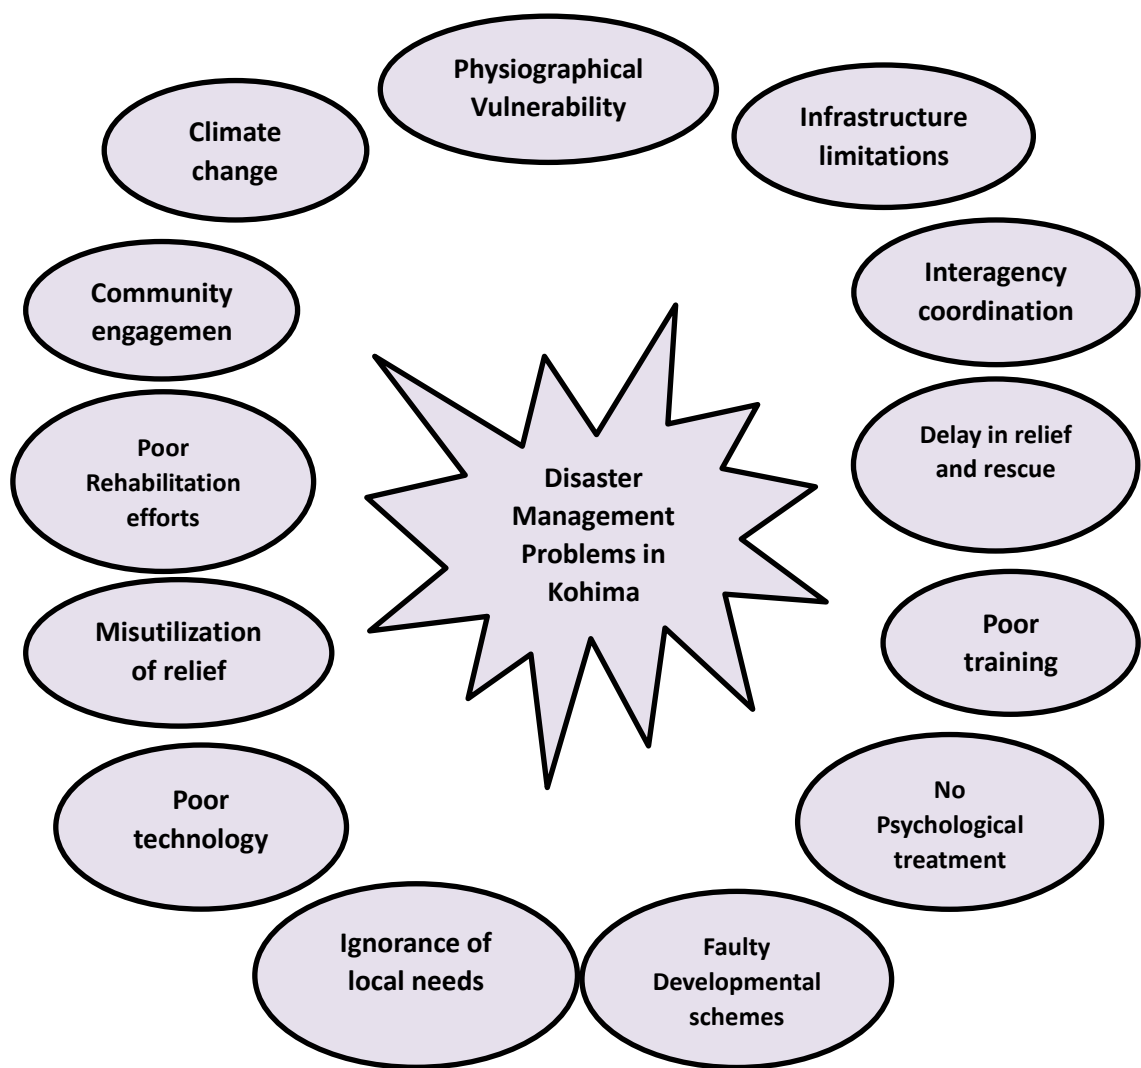 Physiographical
Vulnerability
Infrastructure
limitations
Interagency
coordination
Delay in relief
and rescue
Poor
training
No
Psychological
treatment
Faulty
Developmental
schemes
Ignorance of
local needs
Poor
technology
Misutilization
of relief
Poor
Rehabilitation
efforts
Community
engagemen
Climate
change
Disaster
Management
Problems in
Kohima